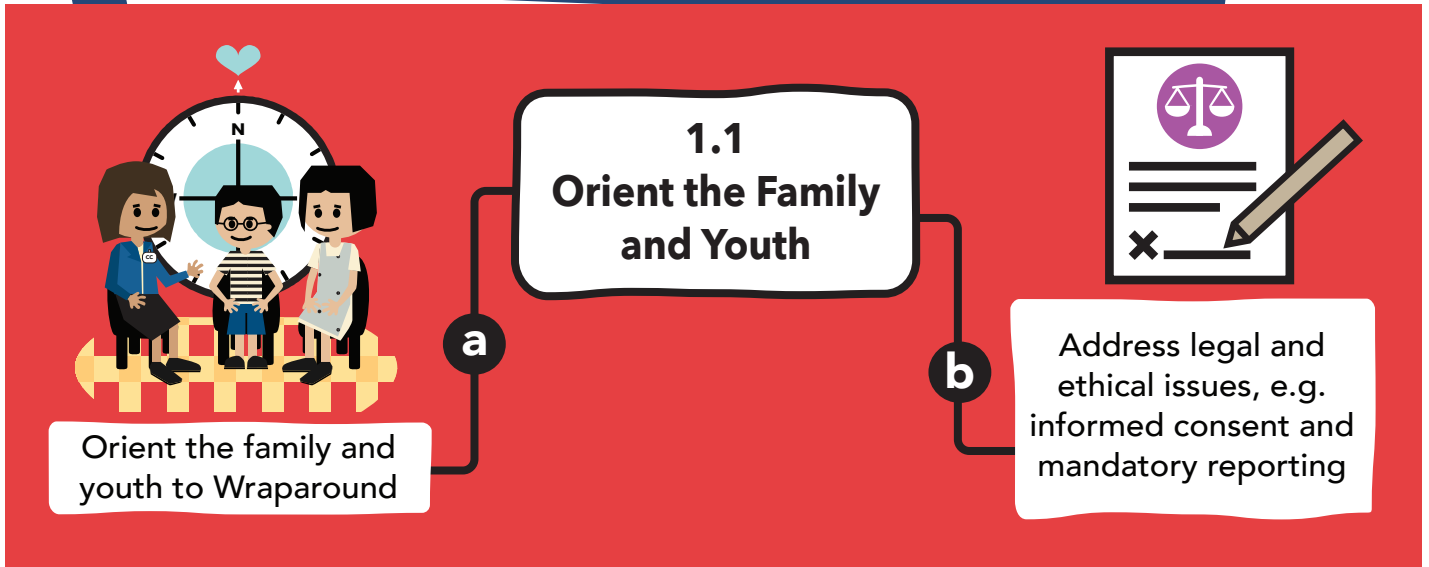 N
CC
Orient the family and
youth to Wraparound
a
1.1
Orient the Family
and Youth
b
Address legal and
ethical issues, e.g.
informed consent and
mandatory reporting